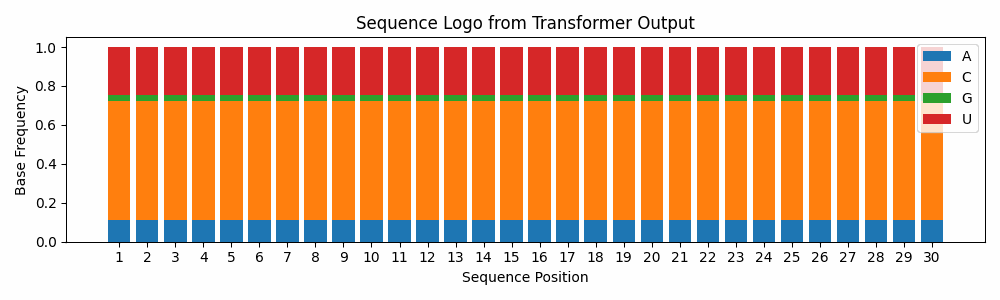 Sequence Logo from Transformer Output
1.0
0.8
0.6
0.4
0.2
0.0
Base Frequency
A
C
G
U
1 2 3 4 5 6 7 8 9 10 11 12 13 14 15 16 17 18 19 20 21 22 23 24 25 26 27 28 29 30
Sequence Position